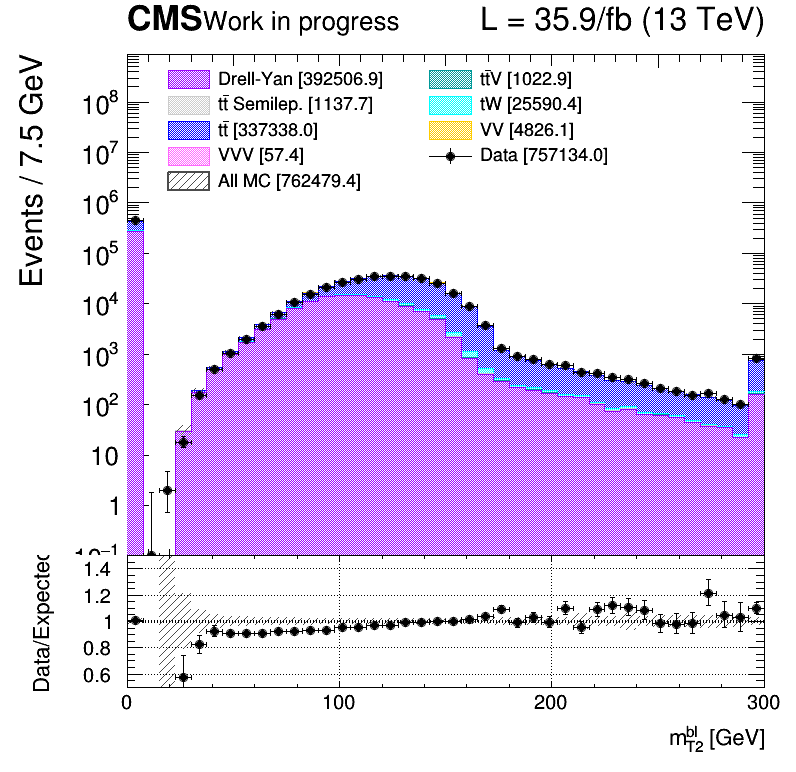 CMS Work in progress L = 35.9/fb (13 TeV)
Events / 7.5 GeV
Drell-Yan [392506.9]
tt̄ Semilep. [1137.7]
tt̄ [337338.0]
VVV [57.4]
All MC [762479.4]
tt̄V [1022.9]
tW [25590.4]
VV [4826.1]
Data [757134.0]
10⁸
10⁷
10⁶
10⁵
10⁴
10³
10²
10
1
10⁻¹
Data/Expected
1.4
1.2
1
0.8
0.6
0 100 200 300
m_{T2}^{bl} [GeV]